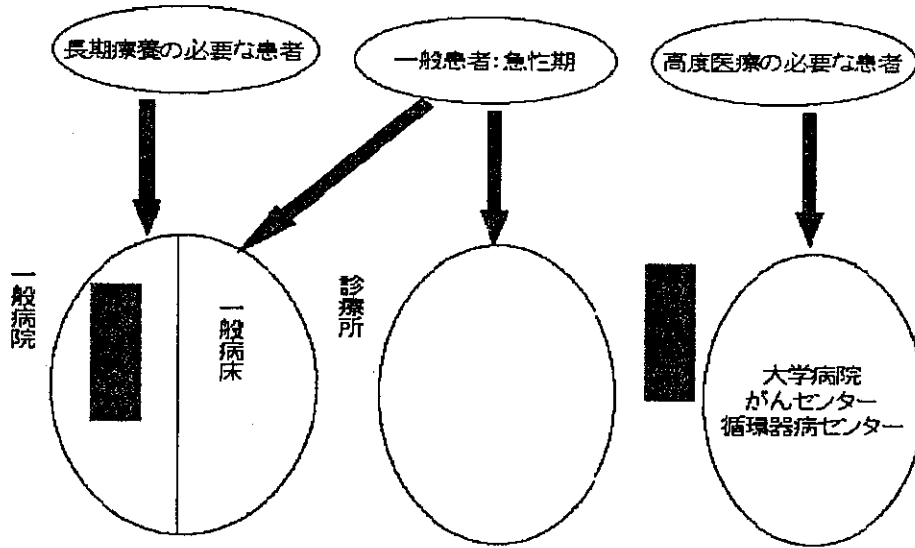 長期療養の必要な患者
一般患者:急性期
高度医療の必要な患者
一般病院
一般病床
診療所
大学病院
がんセンター
循環器病センター